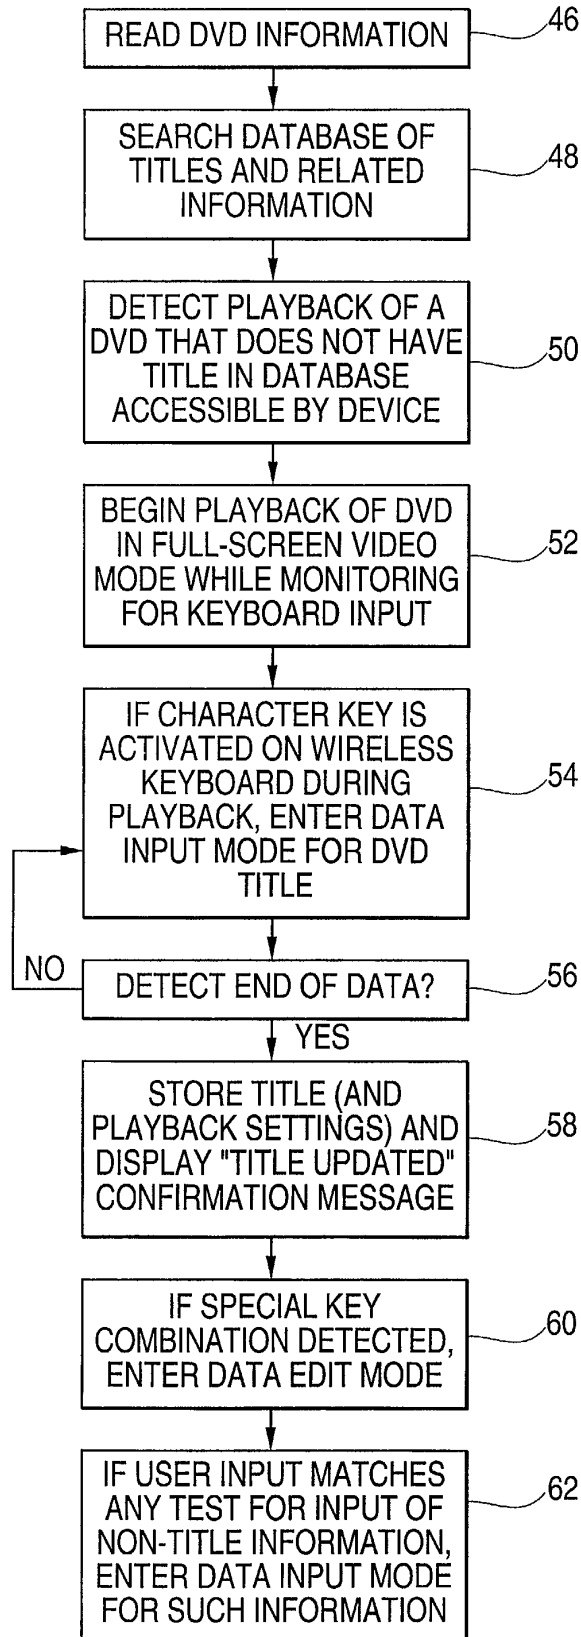 READ DVD INFORMATION
46
SEARCH DATABASE OF
TITLES AND RELATED
INFORMATION
48
DETECT PLAYBACK OF A
DVD THAT DOES NOT HAVE
TITLE IN DATABASE
ACCESSIBLE BY DEVICE
50
BEGIN PLAYBACK OF DVD
IN FULL-SCREEN VIDEO
MODE WHILE MONITORING
FOR KEYBOARD INPUT
52
IF CHARACTER KEY IS
ACTIVATED ON WIRELESS
KEYBOARD DURING
PLAYBACK, ENTER DATA
INPUT MODE FOR DVD
TITLE
54
NO
DETECT END OF DATA?
56
YES
STORE TITLE (AND
PLAYBACK SETTINGS) AND
DISPLAY "TITLE UPDATED"
CONFIRMATION MESSAGE
58
IF SPECIAL KEY
COMBINATION DETECTED,
ENTER DATA EDIT MODE
60
IF USER INPUT MATCHES
ANY TEST FOR INPUT OF
NON-TITLE INFORMATION,
ENTER DATA INPUT MODE
FOR SUCH INFORMATION
62